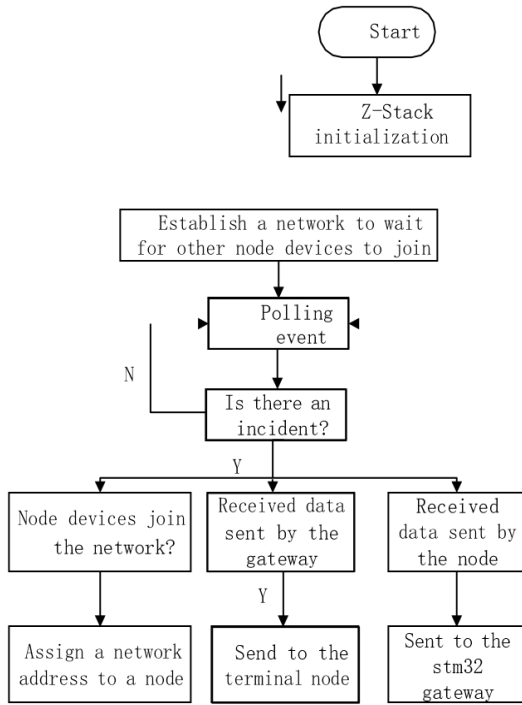 Start
Z-Stack
initialization
Establish a network to wait
for other node devices to join
Polling
event
N
Is there an
incident?
Y
Node devices join
the network?
Received data
sent by the
gateway
Received
data sent by
the node
Y
Assign a network
address to a node
Send to the
terminal node
Sent to the
stm32
gateway